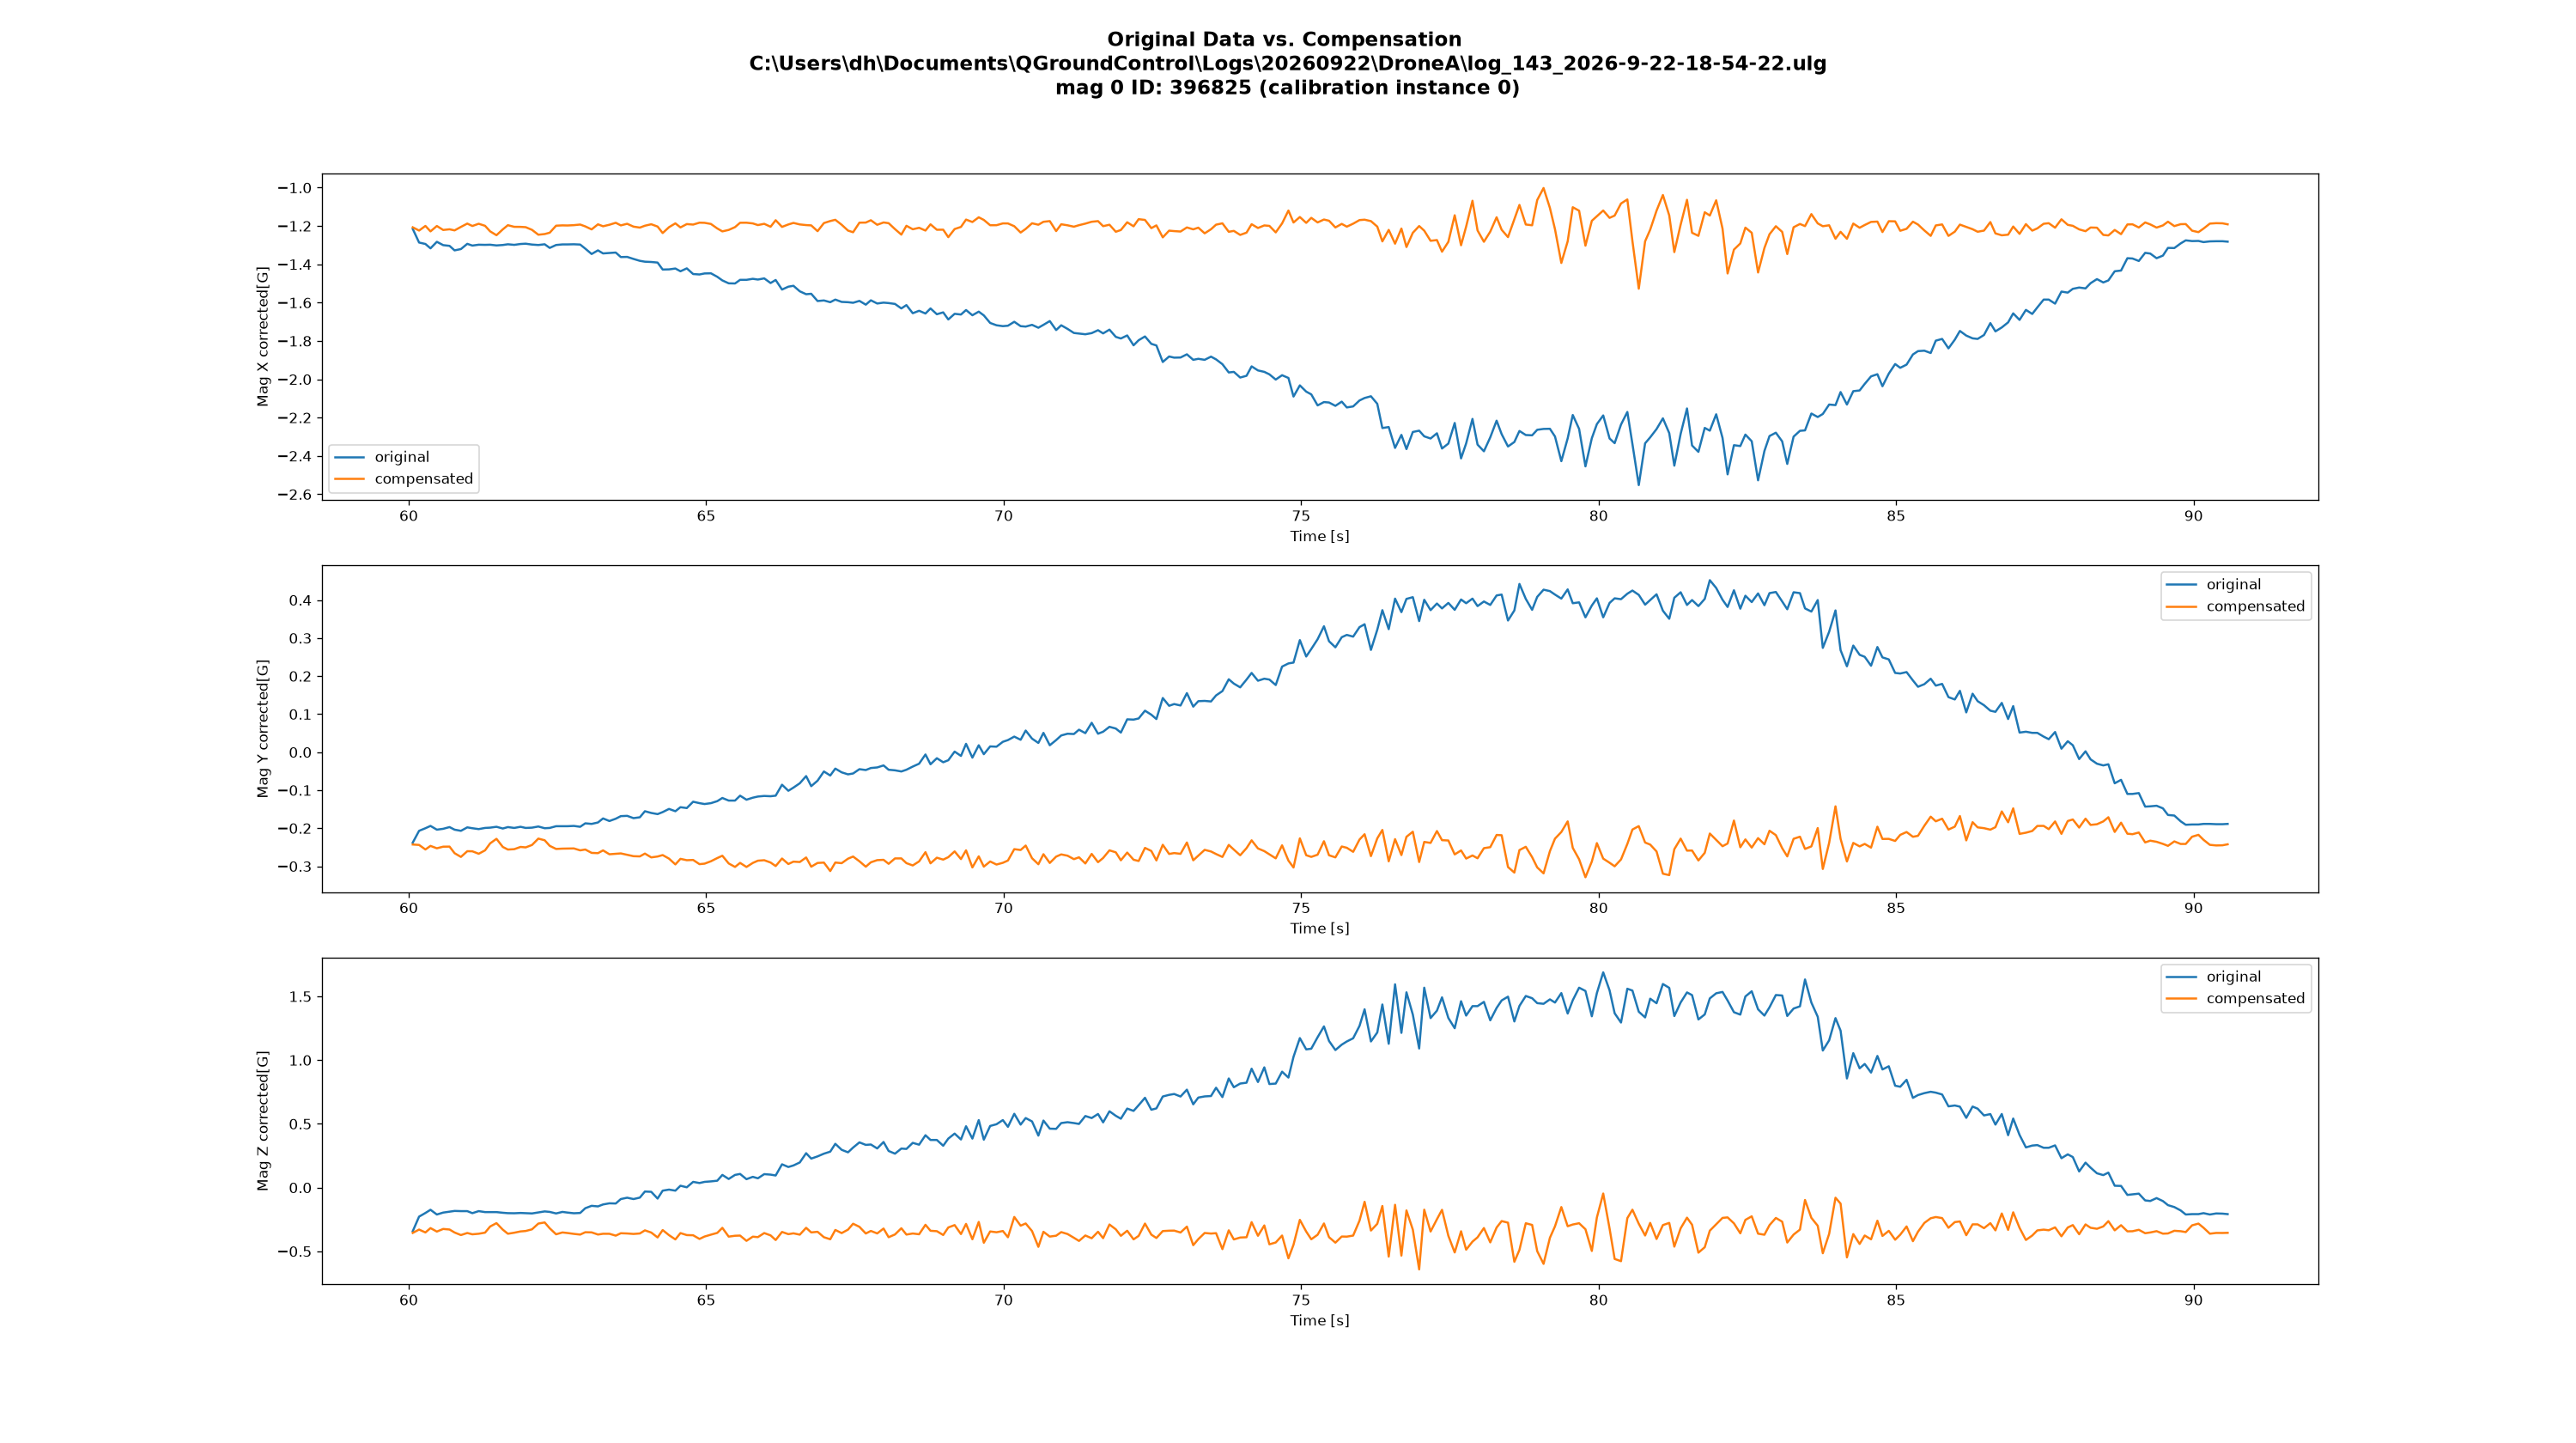 Original Data vs. Compensation
C:\Users\dh\Documents\QGroundControl\Logs\20260922\DroneA\log_143_2026-9-22-18-54-22.ulg
mag 0 ID: 396825 (calibration instance 0)
−1.0
−1.2
−1.4
−1.6
−1.8
−2.0
−2.2
−2.4
−2.6
Mag X corrected[G]
original
compensated
60 65 70 75 80 85 90
Time [s]
0.4
0.3
0.2
0.1
0.0
−0.1
−0.2
−0.3
Mag Y corrected[G]
original
compensated
60 65 70 75 80 85 90
Time [s]
1.5
1.0
0.5
0.0
−0.5
Mag Z corrected[G]
original
compensated
60 65 70 75 80 85 90
Time [s]